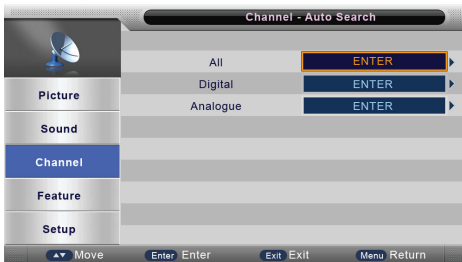 Channel - Auto Search
All ENTER
Digital ENTER
Analogue ENTER
Picture
Sound
Channel
Feature
Setup
Move Enter Enter Exit Exit Menu Return